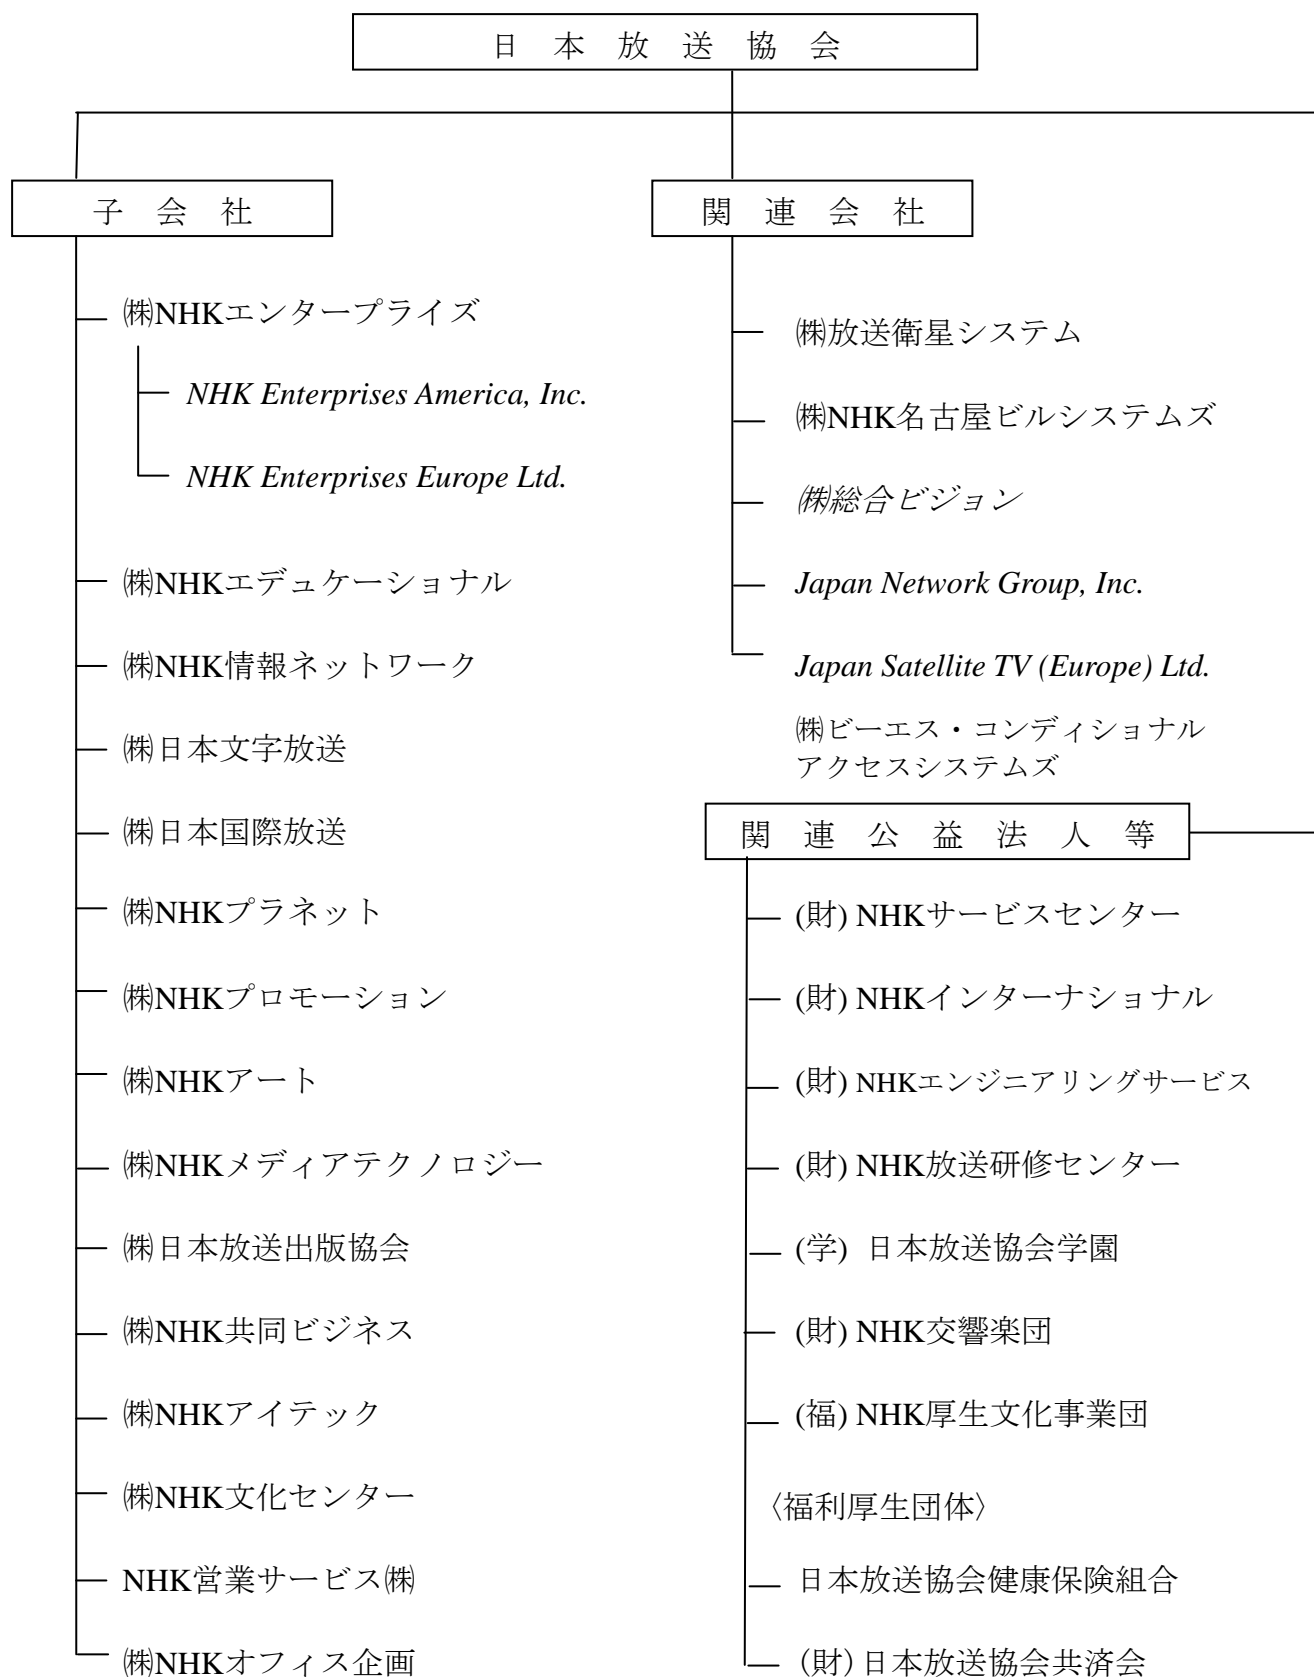 日本放送協会
子会社
㈱NHKエンタープライズ
NHK Enterprises America, Inc.
NHK Enterprises Europe Ltd.
㈱NHKエデュケーショナル
㈱NHK情報ネットワーク
㈱日本文字放送
㈱日本国際放送
㈱NHKプラネット
㈱NHKプロモーション
㈱NHKアート
㈱NHKメディアテクノロジー
㈱日本放送出版協会
㈱NHK共同ビジネス
㈱NHKアイテック
㈱NHK文化センター
NHK営業サービス㈱
㈱NHKオフィス企画
関連会社
㈱放送衛星システム
㈱NHK名古屋ビルシステムズ
㈱総合ビジョン
Japan Network Group, Inc.
Japan Satellite TV (Europe) Ltd.
㈱ビーエス・コンディショナル
アクセスシステムズ
関連公益法人等
(財) NHKサービスセンター
(財) NHKインターナショナル
(財) NHKエンジニアリングサービス
(財) NHK放送研修センター
(学) 日本放送協会学園
(財) NHK交響楽団
(福) NHK厚生文化事業団
〈福利厚生団体〉
日本放送協会健康保険組合
(財)日本放送協会共済会